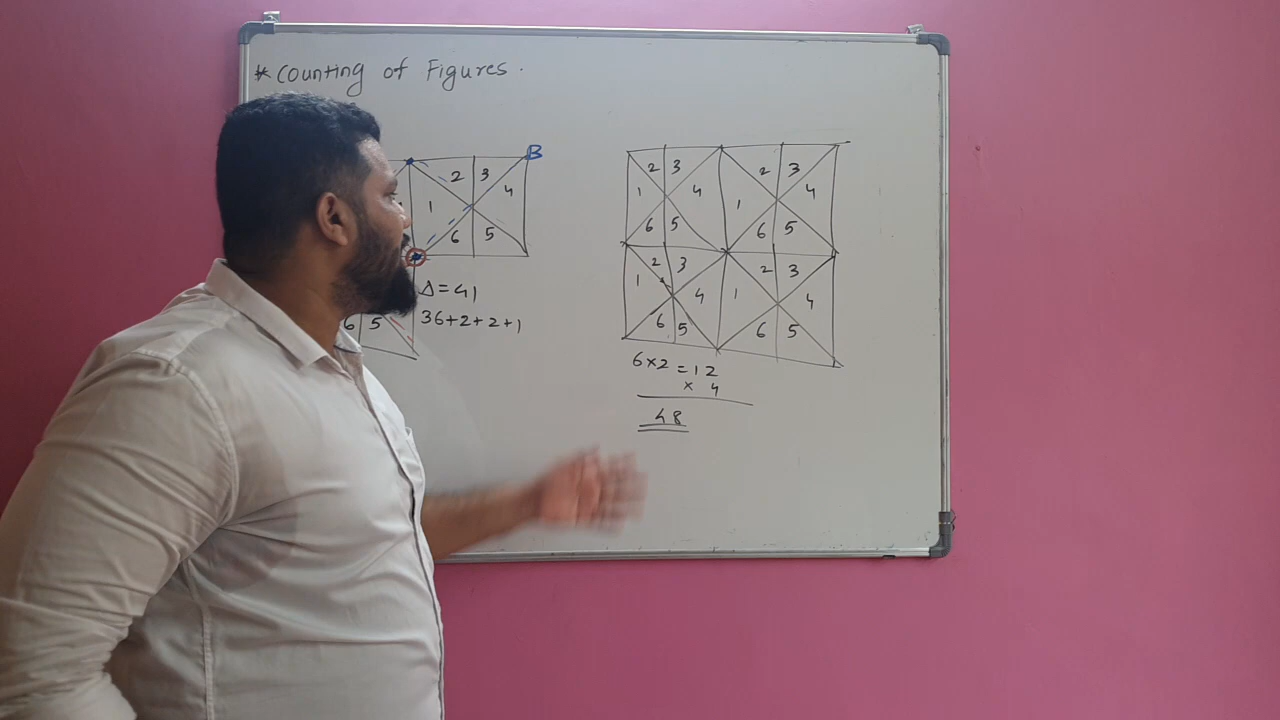 * Counting of Figures.
B
2 3
1 4
6 5
Δ = 41
6 5
36+2+2+1
2 3 2 3
1 4 1 4
6 5 6 5
2 3 2 3
1 4 1 4
6 5 6 5
6×2 = 12
× 4
48